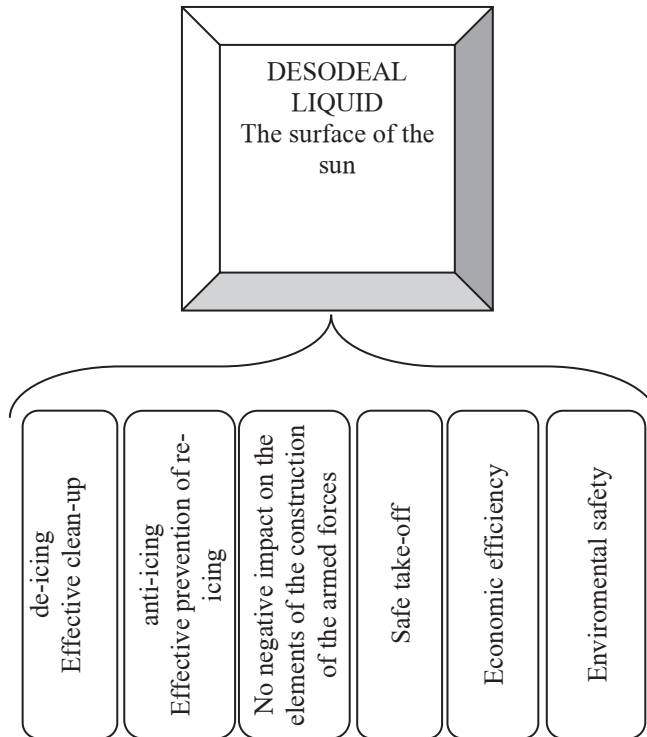 DESODEAL
LIQUID
The surface of the
sun
de-icing
Effective clean-up
anti-icing
Effective prevention of re-
icing
No negative impact on the
elements of the construction
of the armed forces
Safe take-off
Economic efficiency
Enviromental safety